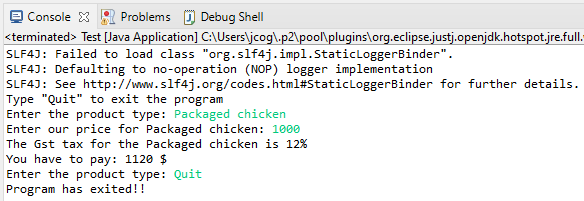 Console Problems Debug Shell
<terminated> Test [Java Application] C:\Users\jcog\.p2\pool\plugins\org.eclipse.justj.openjdk.hotspot.jre.full.
SLF4J: Failed to load class "org.slf4j.impl.StaticLoggerBinder".
SLF4J: Defaulting to no-operation (NOP) logger implementation
SLF4J: See http://www.slf4j.org/codes.html#StaticLoggerBinder for further details.
Type "Quit" to exit the program
Enter the product type: Packaged chicken
Enter our price for Packaged chicken: 1000
The Gst tax for the Packaged chicken is 12%
You have to pay: 1120 $
Enter the product type: Quit
Program has exited!!